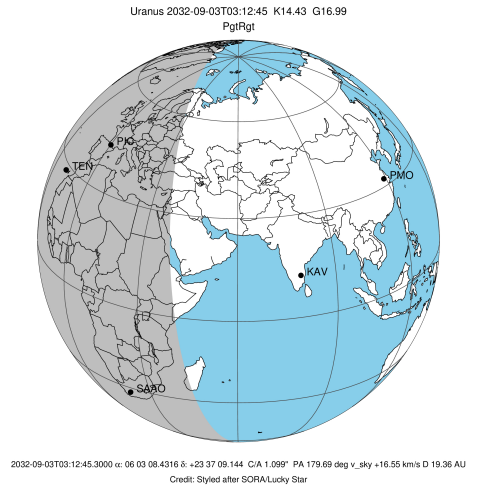 Uranus 2032-09-03T03:12:45 K14.43 G16.99
PgtRgt
PIC
TEN
PMO
KAV
SAAO
2032-09-03T03:12:45.3000 α: 06 03 08.4316 δ: +23 37 09.144 C/A 1.099" PA 179.69 deg v_sky +16.55 km/s D 19.36 AU
Credit: Styled after SORA/Lucky Star